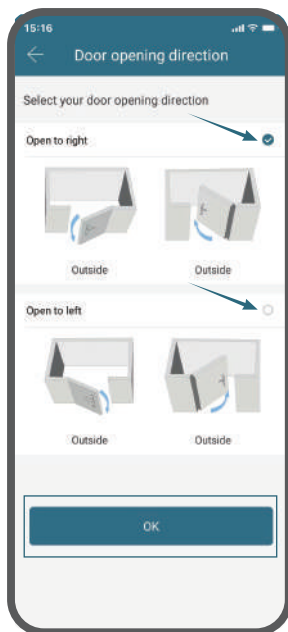 15:16
Door opening direction
Select your door opening direction
Open to right
Outside Outside
Open to left
Outside Outside
OK